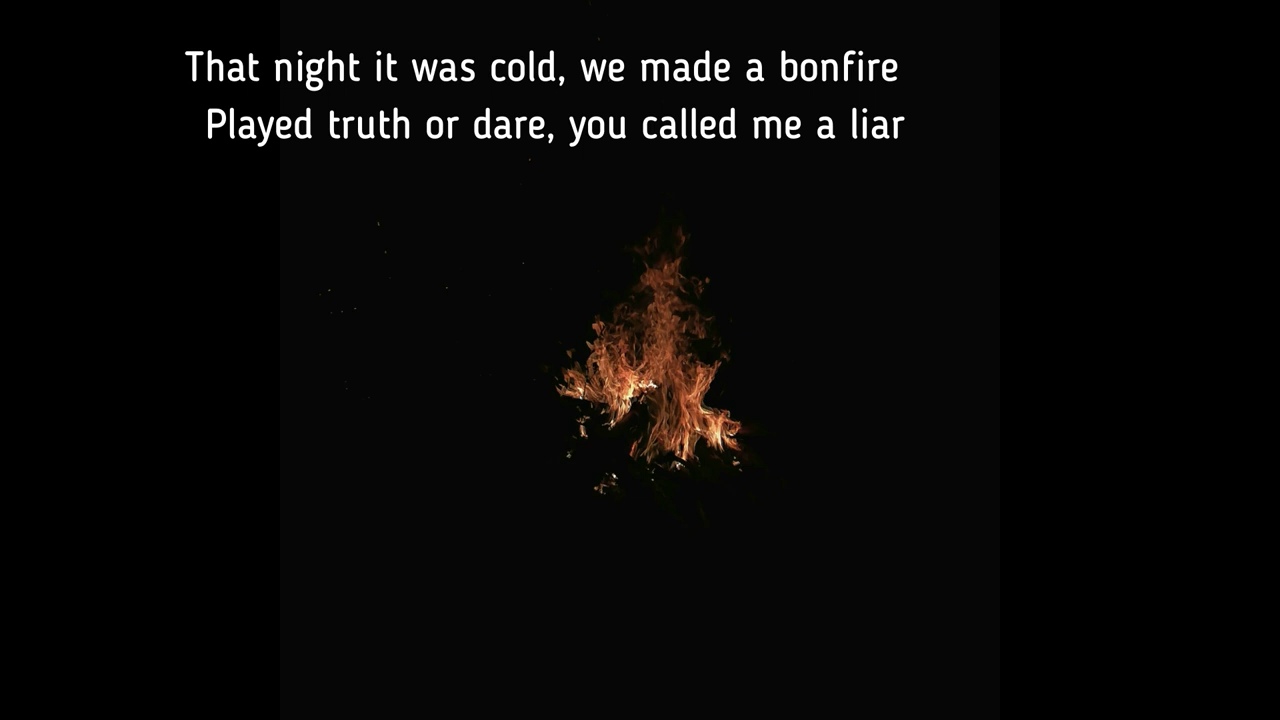 That night it was cold, we made a bonfire
Played truth or dare, you called me a liar